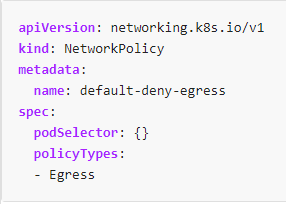 apiVersion: networking.k8s.io/v1
kind: NetworkPolicy
metadata:
  name: default-deny-egress
spec:
  podSelector: {}
  policyTypes:
  - Egress